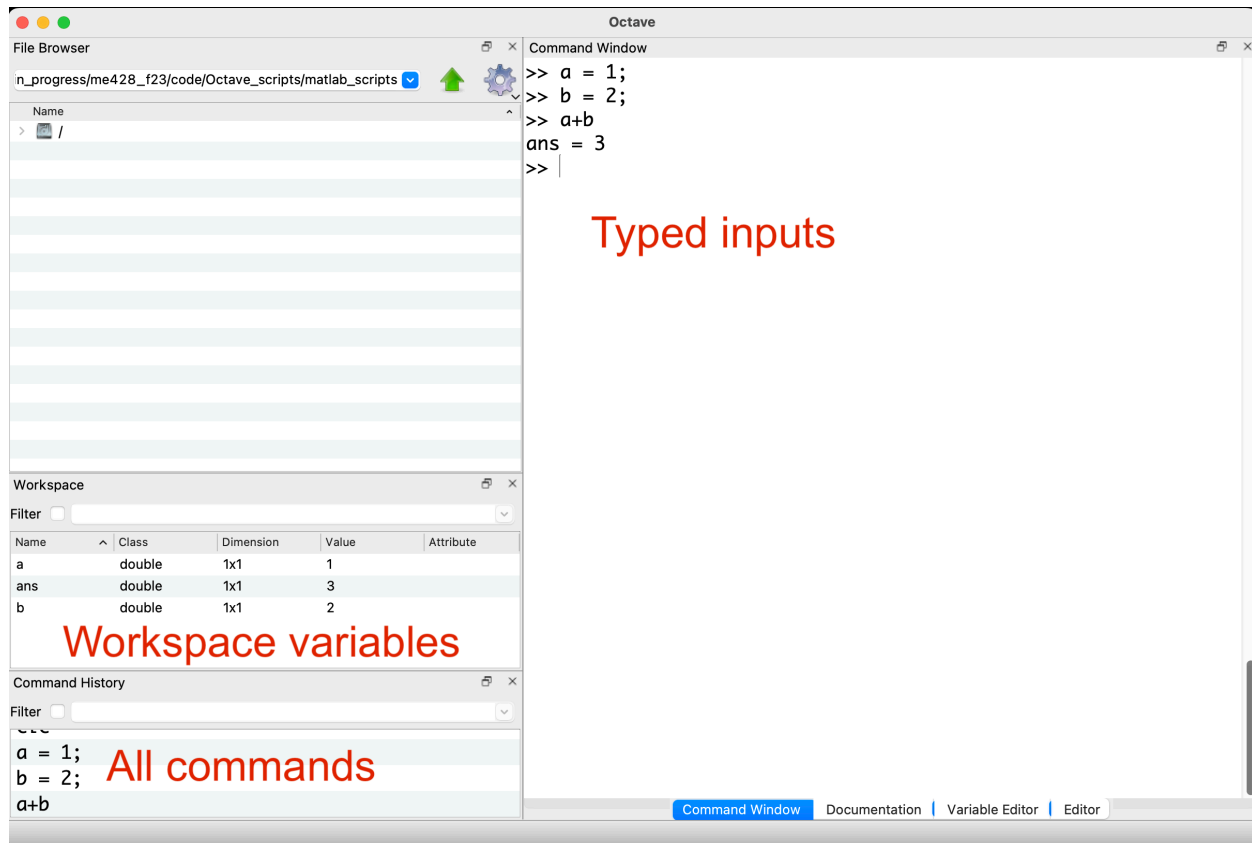 Octave
File Browser
n_progress/me428_f23/code/Octave_scripts/matlab_scripts
Name
/
Workspace
Filter
Name Class Dimension Value Attribute
a double 1x1 1
ans double 1x1 3
b double 1x1 2
Workspace variables
Command History
Filter
clc
a = 1;
b = 2;
a+b
All commands
Command Window
>> a = 1;
>> b = 2;
>> a+b
ans = 3
>>
Typed inputs
Command Window Documentation Variable Editor Editor